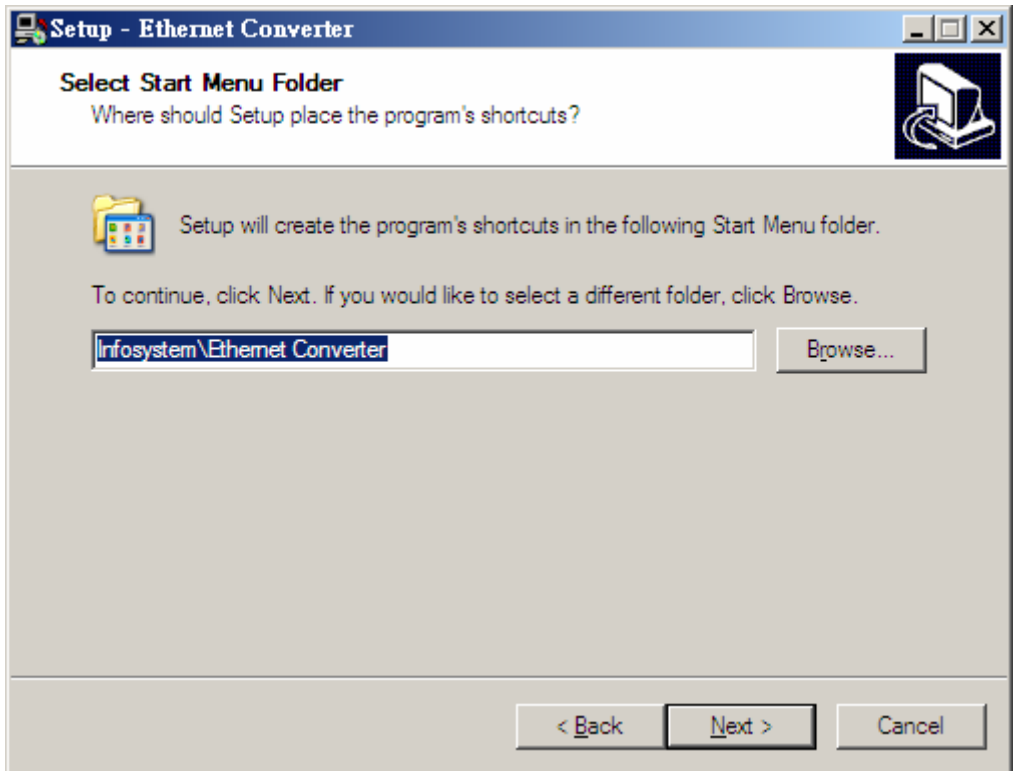 Setup - Ethernet Converter
Select Start Menu Folder
Where should Setup place the program's shortcuts?
Setup will create the program's shortcuts in the following Start Menu folder.
To continue, click Next. If you would like to select a different folder, click Browse.
Infosystem\Ethernet Converter
Browse...
< Back
Next >
Cancel